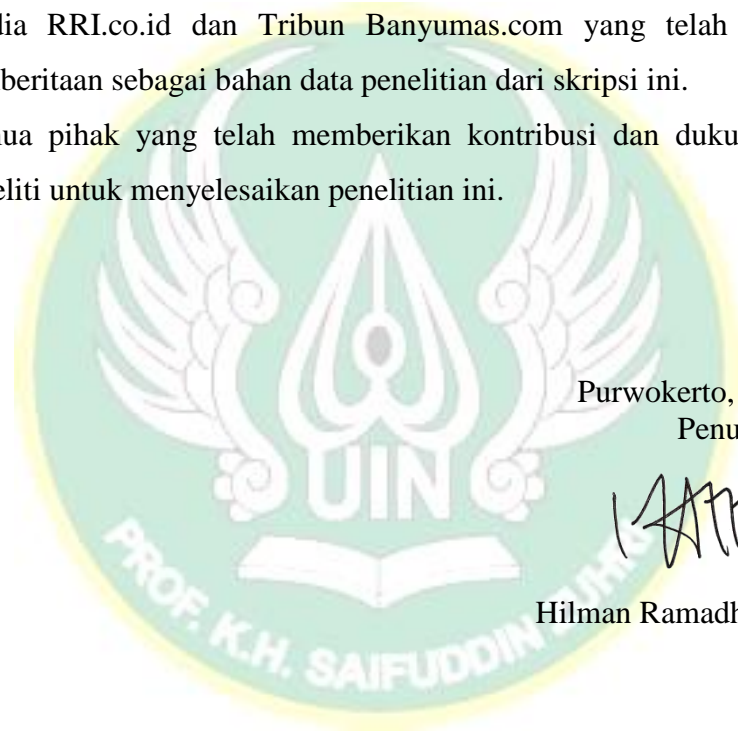 dia RRI.co.id dan Tribun Banyumas.com yang telah
beritaan sebagai bahan data penelitian dari skripsi ini.
ua pihak yang telah memberikan kontribusi dan duku
eliti untuk menyelesaikan penelitian ini.
Purwokerto,
Penu
Hilman Ramadh
UIN
PROF. K.H. SAIFUDDIN ZUHRI